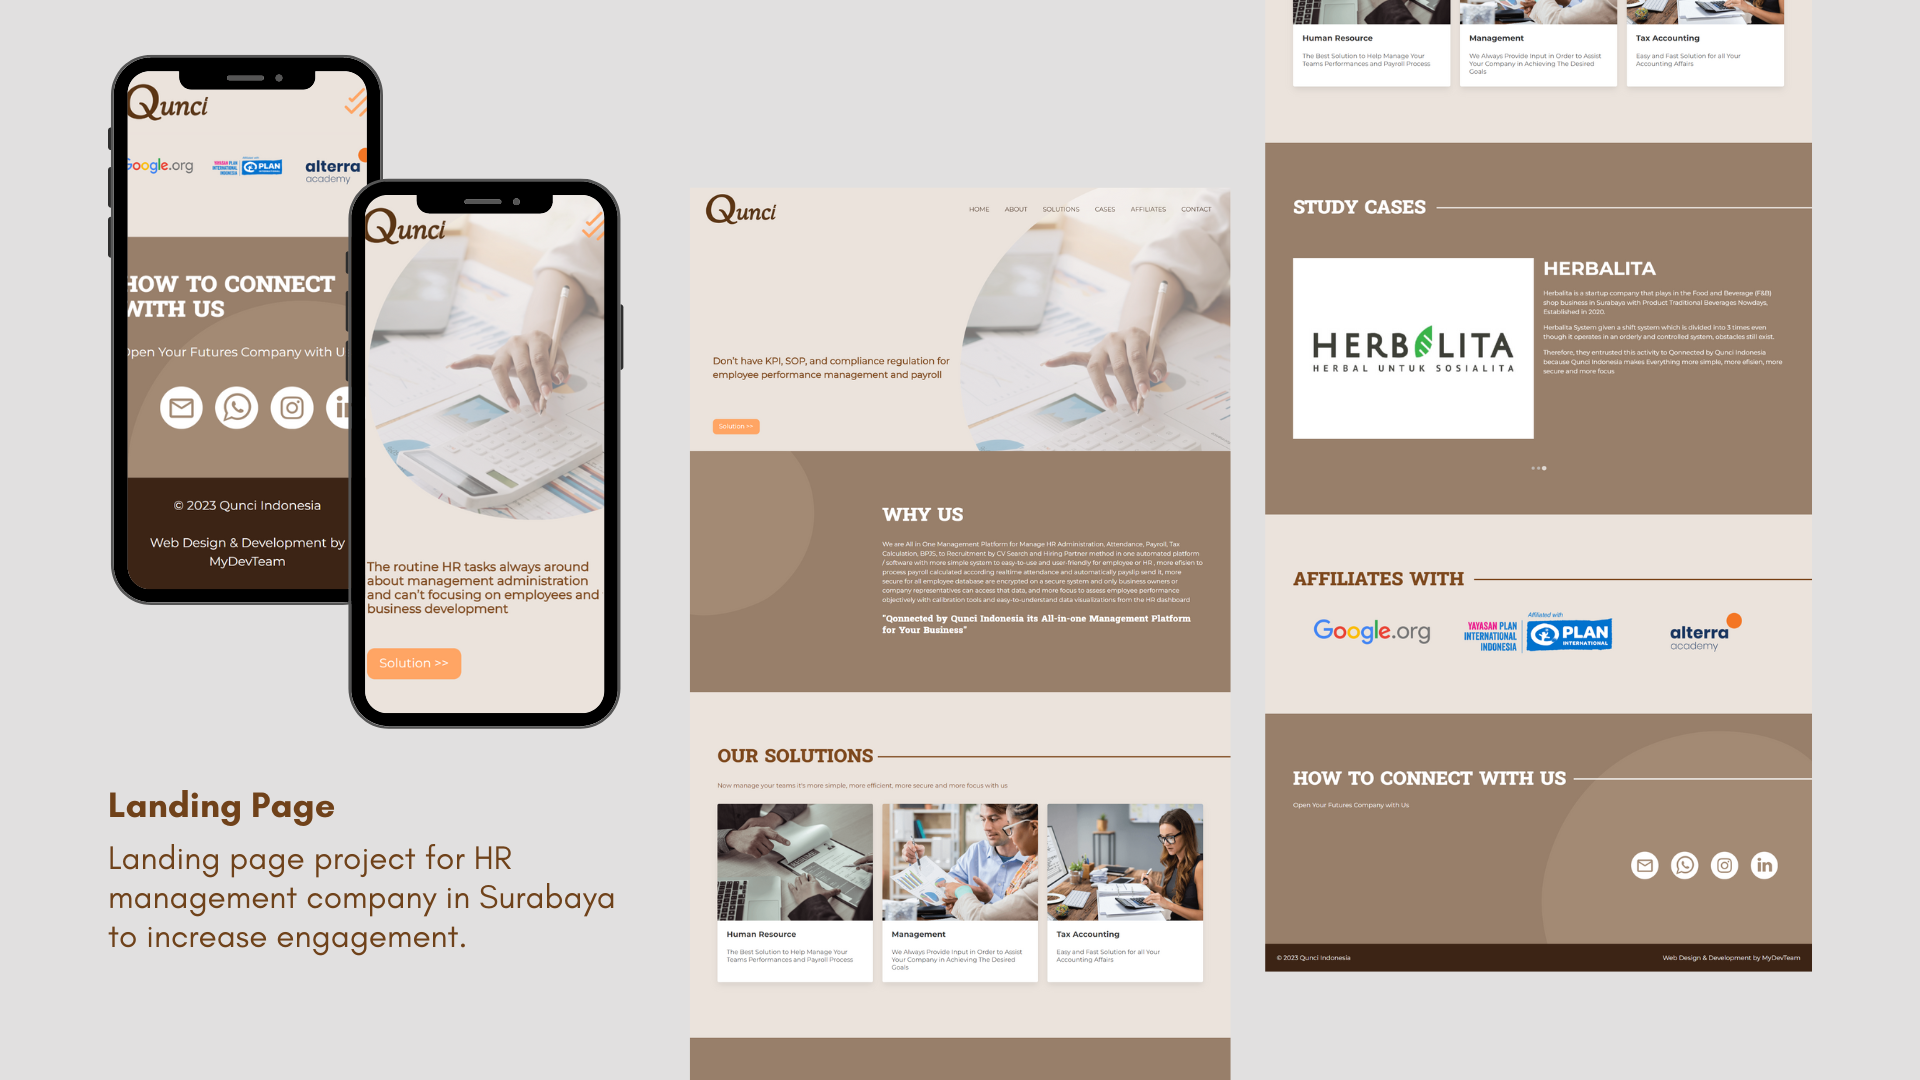 Qunci
Google.org
YAYASAN PLAN
INTERNATIONAL
INDONESIA
PLAN
INTERNATIONAL
alterra
academy
HOW TO CONNECT
WITH US
Open Your Futures Company with U
in
© 2023 Qunci Indonesia
Web Design & Development by
MyDevTeam
Qunci
The routine HR tasks always around
about management administration
and can't focusing on employees and
business development
Solution >>
Landing Page
Landing page project for HR
management company in Surabaya
to increase engagement.
Qunci
HOME ABOUT SOLUTIONS CASES AFFILIATES CONTACT
Don't have KPI, SOP, and compliance regulation for
employee performance management and payroll
Solution >>
WHY US
We are All in One Management Platform for Manage HR Administration, Attendance, Payroll, Tax
Calculation, BPJS, to Recruitment by CV Search and Hiring Partner method in one automated platform
/ software with more simple system to easy-to-use and user-friendly for employee or HR , more efisien to
process payroll calculated according realtime attendance and automatically payslip send it, more
secure for all employee database are encrypted on a secure system and only business owners or
company representatives can access that data, and more focus to assess employee performance
objectively with calibration tools and easy-to-understand data visualizations from the HR dashboard
"Qonnected by Qunci Indonesia its All-in-one Management Platform
for Your Business"
OUR SOLUTIONS
Now manage your teams it's more simple, more efficient, more secure and more focus with us
Human Resource
The Best Solution to Help Manage Your
Teams Performances and Payroll Process
Management
We Always Provide Input in Order to Assist
Your Company in Achieving The Desired
Goals
Tax Accounting
Easy and Fast Solution for all Your
Accounting Affairs
Human Resource
The Best Solution to Help Manage Your
Teams Performances and Payroll Process
Management
We Always Provide Input in Order to Assist
Your Company in Achieving The Desired
Goals
Tax Accounting
Easy and Fast Solution for all Your
Accounting Affairs
STUDY CASES
HERBALITA
HERBAL UNTUK SOSIALITA
HERBALITA
Herbalita is a startup company that plays in the Food and Beverage (F&B)
shop business in Surabaya with Product Traditional Beverages Nowdays,
Established in 2020.
Herbalita System given a shift system which is divided into 3 times even
though it operates in an orderly and controlled system, obstacles still exist.
Therefore, they entrusted this activity to Qonnected by Qunci Indonesia
because Qunci Indonesia makes Everything more simple, more efisien, more
secure and more focus
AFFILIATES WITH
Google.org
YAYASAN PLAN
INTERNATIONAL
INDONESIA
Affiliated with
PLAN
INTERNATIONAL
alterra
academy
HOW TO CONNECT WITH US
Open Your Futures Company with Us
in
© 2023 Qunci Indonesia
Web Design & Development by MyDevTeam